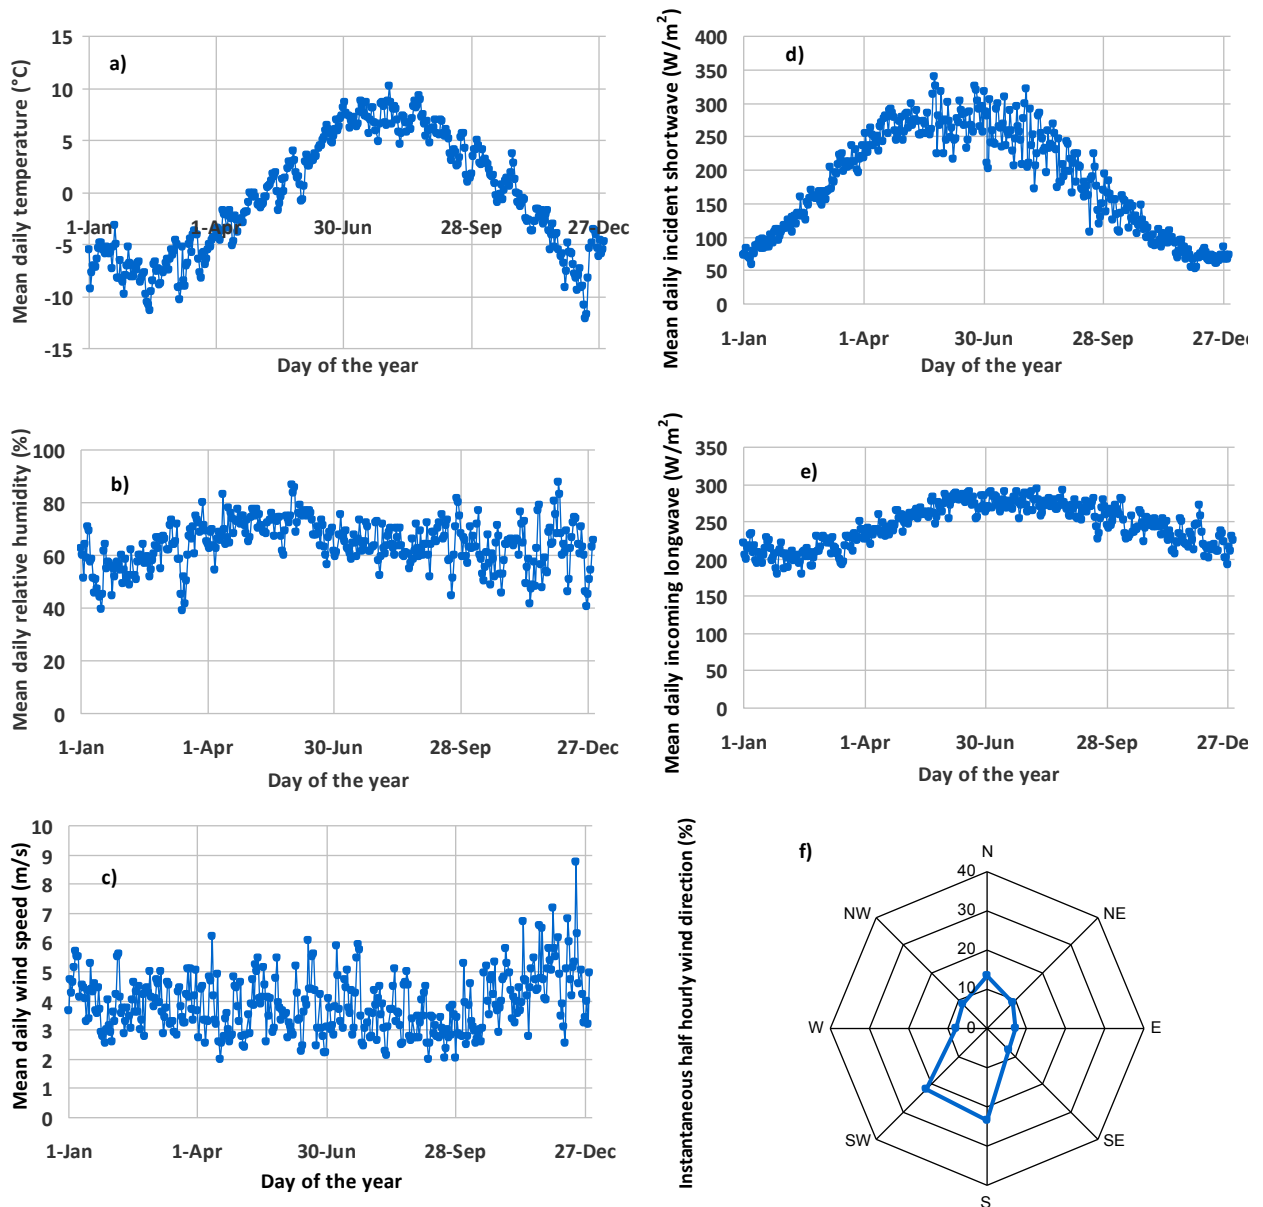 Mean daily temperature (°C)
15
10
5
0
-5
-10
-15
a)
1-Jan 1-Apr 30-Jun 28-Sep 27-Dec
Day of the year
Mean daily incident shortwave (W/m²)
400
350
300
250
200
150
100
50
0
d)
1-Jan 1-Apr 30-Jun 28-Sep 27-Dec
Day of the year
Mean daily relative humidity (%)
100
80
60
40
20
0
b)
1-Jan 1-Apr 30-Jun 28-Sep 27-Dec
Day of the year
Mean daily incoming longwave (W/m²)
350
300
250
200
150
100
50
0
e)
1-Jan 1-Apr 30-Jun 28-Sep 27-Dec
Day of the year
Mean daily wind speed (m/s)
10
9
8
7
6
5
4
3
2
1
0
c)
1-Jan 1-Apr 30-Jun 28-Sep 27-Dec
Day of the year
Instantaneous half hourly wind direction (%)
f)
N
NE
E
SE
S
SW
W
NW
40
30
20
10
0